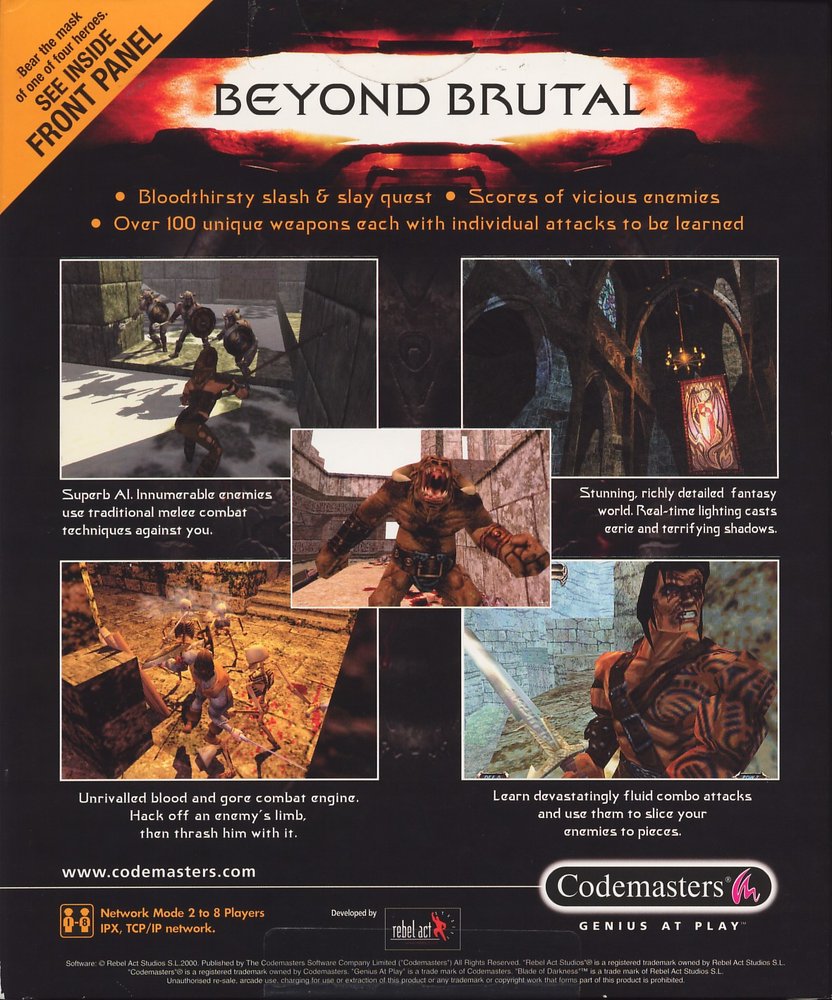 Bear the mask
of one of four heroes.
SEE INSIDE
FRONT PANEL
BEYOND BRUTAL
• Bloodthirsty slash & slay quest • Scores of vicious enemies
• Over 100 unique weapons each with individual attacks to be learned
Superb AI. Innumerable enemies
use traditional melee combat
techniques against you.
Stunning, richly detailed fantasy
world. Real-time lighting casts
eerie and terrifying shadows.
Unrivalled blood and gore combat engine.
Hack off an enemy's limb,
then thrash him with it.
Learn devastatingly fluid combo attacks
and use them to slice your
enemies to pieces.
www.codemasters.com
Codemasters®
GENIUS AT PLAY™
1-8
Network Mode 2 to 8 Players
IPX, TCP/IP network.
Developed by
rebel act
Software: © Rebel Act Studios S.L.2000. Published by The Codemasters Software Company Limited ("Codemasters") All Rights Reserved. "Rebel Act Studios"® is a registered trademark owned by Rebel Act Studios S.L.
"Codemasters"® is a registered trademark owned by Codemasters. "Genius At Play" is a trade mark of Codemasters. "Blade of Darkness"™ is a trade mark of Rebel Act Studios S.L.
Unauthorised re-sale, arcade use, charging for use or extraction of this product or any trademark or copyright work that forms part of this product is prohibited.